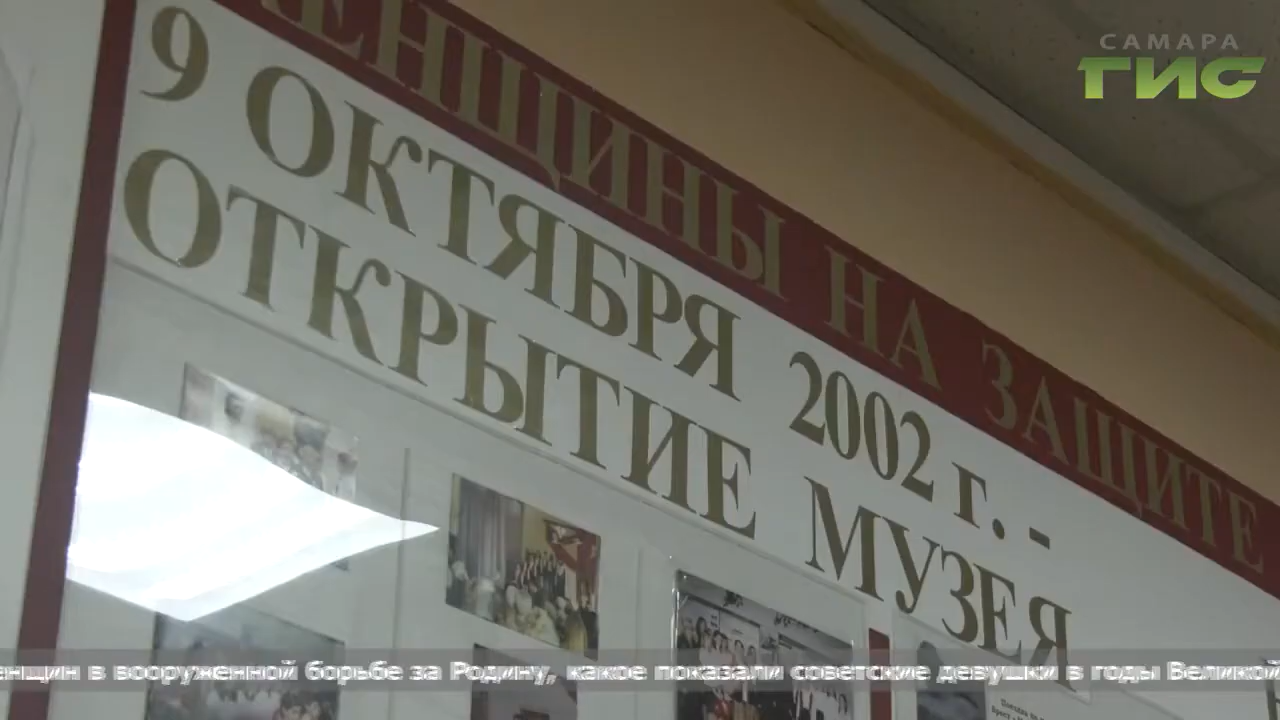 САМАРА
ГИС
ЕНЩИНЫ НА ЗАЩИТЕ
9 ОКТЯБРЯ 2002 г. -
ОТКРЫТИЕ МУЗЕЯ
енщин в вооруженной борьбе за Родину, какое показали советские девушки в годы Великой